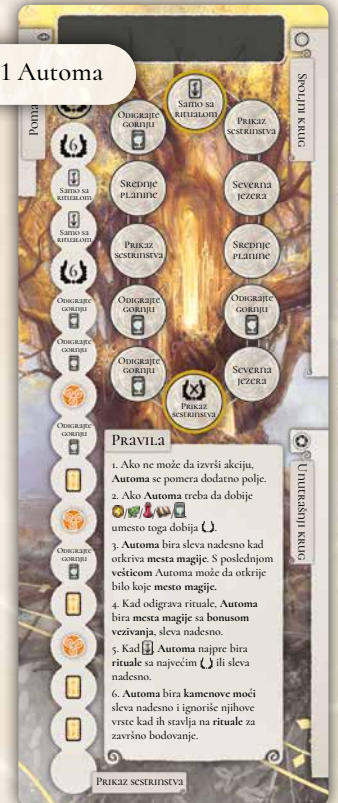 1 Automa
Poma
Spoljni krug
6
Samo sa
ritualom
Samo sa
ritualom
6
Odigrajte
gornju
Odigrajte
gornju
Odigrajte
gornju
Odigrajte
gornju
Samo sa
ritualom
Odigrajte
gornju
Prikaz
sestrinstva
Srednje
planine
Severna
jezera
Prikaz
sestrinstva
Srednje
planine
Odigrajte
gornju
Odigrajte
gornju
Odigrajte
gornju
Severna
jezera
X
Prikaz
sestrinstva
Unutrašnji krug
Pravila
1. Ako ne može da izvrši akciju,
Automa se pomera dodatno polje.
2. Ako Automa treba da dobije
umesto toga dobija ( ).
3. Automa bira sleva nadesno kad
otkriva mesta magije. S poslednjom
vešticom Automa može da otkrije
bilo koje mesto magije.
4. Kad odigrava rituale, Automa
bira mesta magije sa bonusom
vezivanja, sleva nadesno.
5. Kad Automa najpre bira
rituale sa najvećim ( ) ili sleva
nadesno.
6. Automa bira kamenove moći
sleva nadesno i ignoriše njihove
vrste kad ih stavlja na rituale za
završno bodovanje.
Prikaz sestrinstva